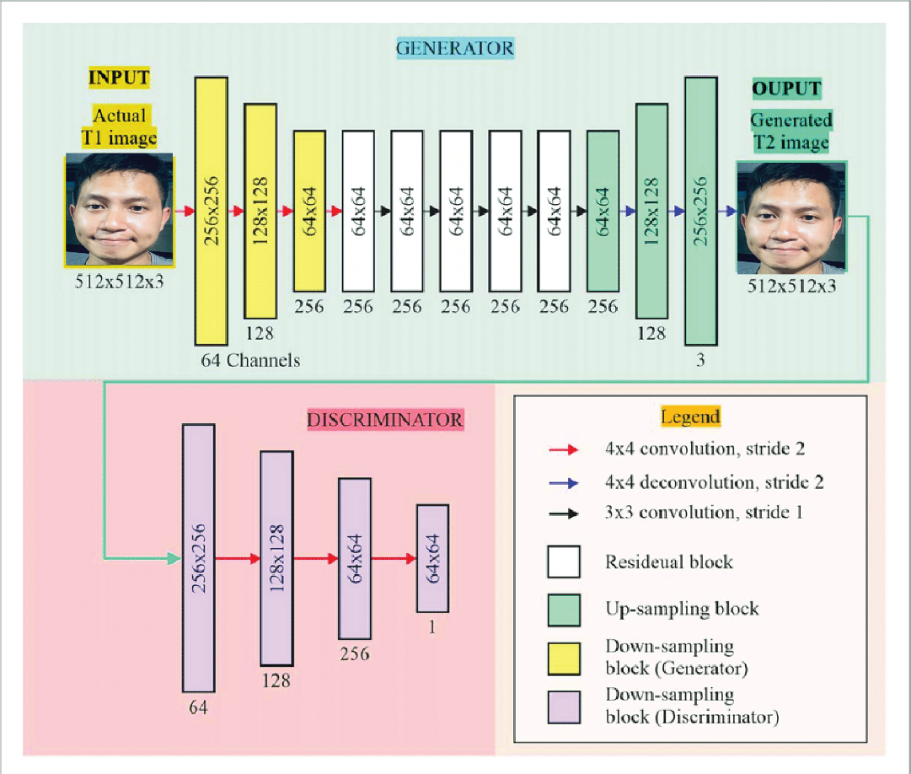 GENERATOR
INPUT
Actual
T1 image
512x512x3
256x256
64 Channels
128x128
128
64x64
256
64x64
256
64x64
256
64x64
256
64x64
256
64x64
256
64x64
256
128x128
128
256x256
3
OUPUT
Generated
T2 image
512x512x3
DISCRIMINATOR
256x256
64
128x128
128
64x64
256
64x64
1
Legend
4x4 convolution, stride 2
4x4 deconvolution, stride 2
3x3 convolution, stride 1
Resideual block
Up-sampling block
Down-sampling
block (Generator)
Down-sampling
block (Discriminator)